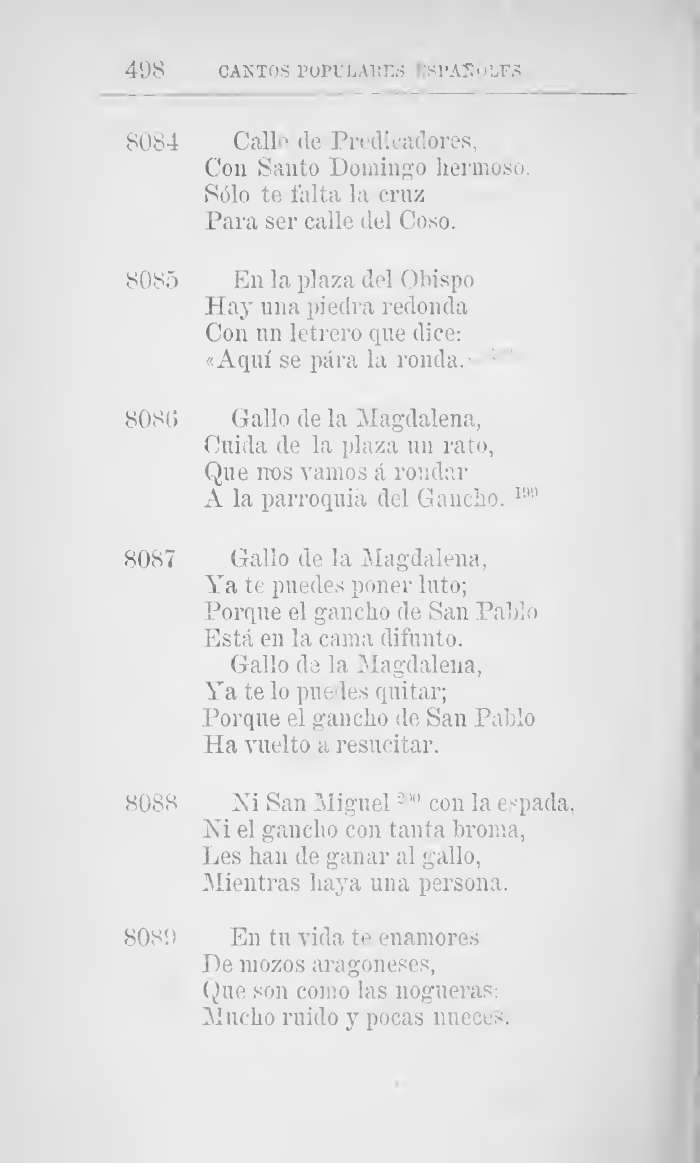 498 CANTOS POPULARES ESPAÑOLES
8084 Calle de Predicadores,
Con Santo Domingo hermoso.
Sólo te falta la cruz
Para ser calle del Coso.
8085 En la plaza del Obispo
Hay una piedra redonda
Con un letrero que dice:
«Aquí se pára la ronda.
8086 Gallo de la Magdalena,
Cuida de la plaza un rato,
Que nos vamos á rondar
A la parroquia del Gancho. 199
8087 Gallo de la Magdalena,
Ya te puedes poner luto;
Porque el gancho de San Pablo
Está en la cama difunto.
Gallo de la Magdalena,
Ya te lo puedes quitar;
Porque el gancho de San Pablo
Ha vuelto a resucitar.
8088 Ni San Miguel 200 con la espada,
Ni el gancho con tanta broma,
Les han de ganar al gallo,
Mientras haya una persona.
8089 En tu vida te enamores
De mozos aragoneses,
Que son como las nogueras:
Mucho ruido y pocas nueces.